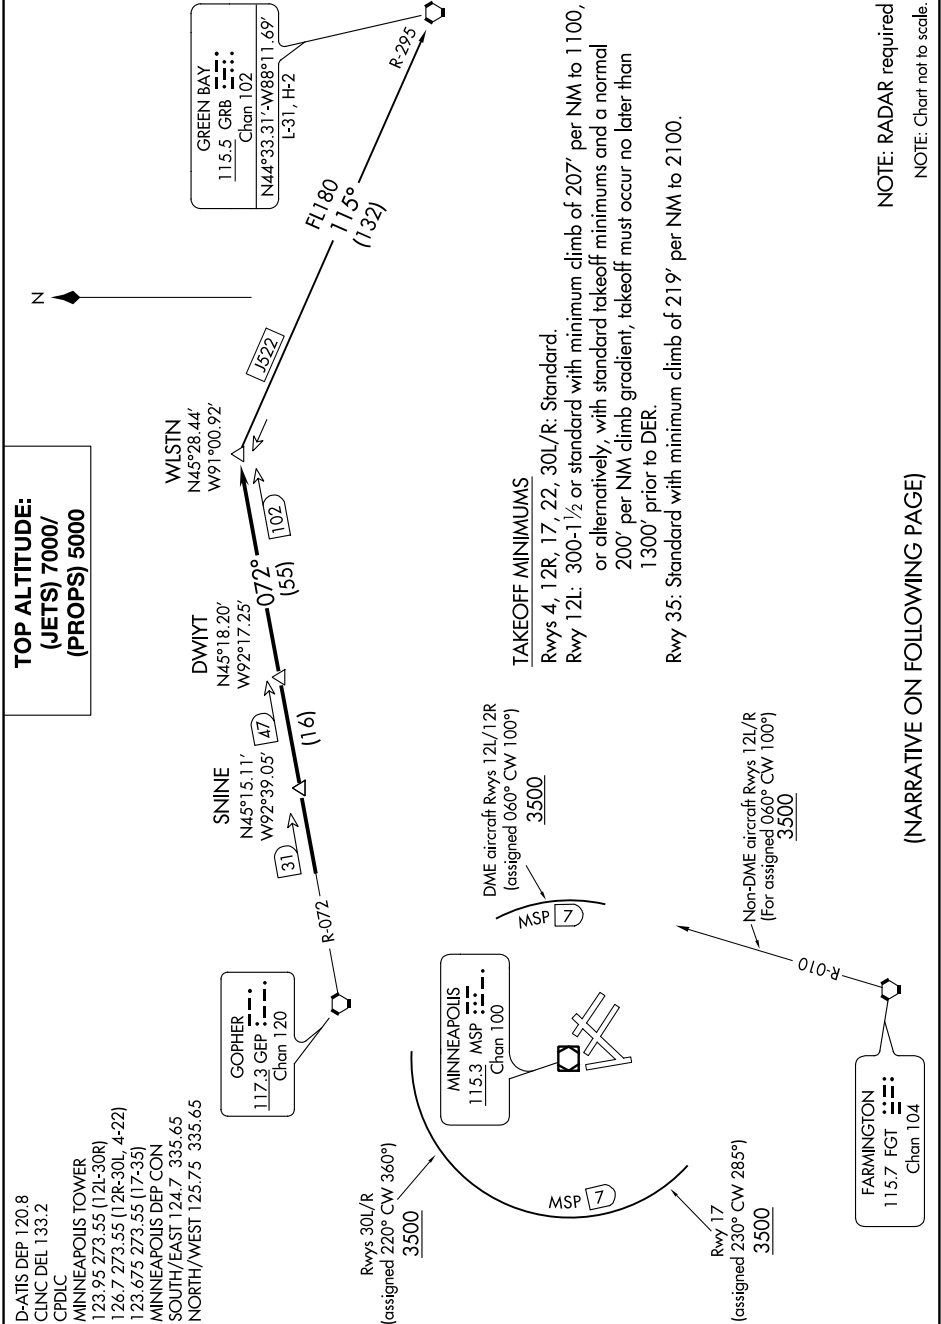 TOP ALTITUDE:
(JETS) 7000/
(PROPS) 5000
D-ATIS DEP 120.8
CLNC DEL 133.2
CPDLC
MINNEAPOLIS TOWER
123.95 273.55 (12L-30R)
126.7 273.55 (12R-30L, 4-22)
123.675 273.55 (17-35)
MINNEAPOLIS DEP CON
SOUTH/EAST 124.7 335.65
NORTH/WEST 125.75 335.65
N
GREEN BAY
115.5 GRB
Chan 102
N44°33.31'-W88°11.69'
L-31, H-2
R-295
FL180
115°
(132)
J522
WLSTN
N45°28.44'
W91°00.92'
102
072°
(55)
DWIYT
N45°18.20'
W92°17.25'
47
(16)
SNINE
N45°15.11'
W92°39.05'
31
R-072
GOPHER
117.3 GEP
Chan 120
Rwys 30L/R
(assigned 220° CW 360°)
3500
MINNEAPOLIS
115.3 MSP
Chan 100
MSP 7
DME aircraft Rwys 12L/12R
(assigned 060° CW 100°)
3500
MSP 7
Rwy 17
(assigned 230° CW 285°)
3500
Non-DME aircraft Rwys 12L/R
(For assigned 060° CW 100°)
3500
R-010
FARMINGTON
115.7 FGT
Chan 104
TAKEOFF MINIMUMS
Rwys 4, 12R, 17, 22, 30L/R: Standard.
Rwy 12L: 300-1½ or standard with minimum climb of 207' per NM to 1100,
or alternatively, with standard takeoff minimums and a normal
200' per NM climb gradient, takeoff must occur no later than
1300' prior to DER.
Rwy 35: Standard with minimum climb of 219' per NM to 2100.
(NARRATIVE ON FOLLOWING PAGE)
NOTE: RADAR required
NOTE: Chart not to scale.